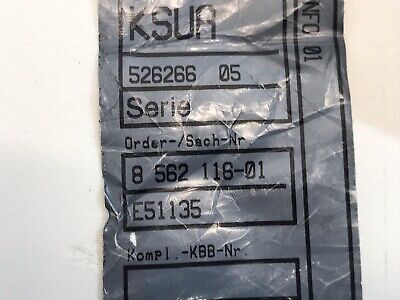 KSUA
526266 05
Serie
Order-/Sach-Nr.
8 562 116-01
E51135
Kompl.-KBB-Nr.
NFC 01